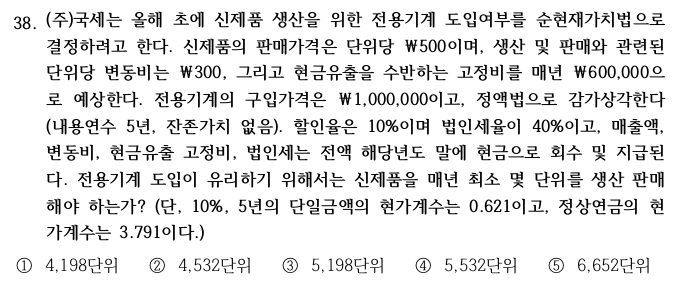 38. (주)국세는 올해 초에 신제품 생산을 위한 전용기계 도입여부를 순현재가치법으로
결정하려고 한다. 신제품의 판매가격은 단위당 ₩500이며, 생산 및 판매와 관련된
단위당 변동비는 ₩300, 그리고 현금유출을 수반하는 고정비를 매년 ₩600,000으
로 예상한다. 전용기계의 구입가격은 ₩1,000,000이고, 정액법으로 감가상각한다
(내용연수 5년, 잔존가치 없음). 할인율은 10%이며 법인세율이 40%이고, 매출액,
변동비, 현금유출 고정비, 법인세는 전액 해당년도 말에 현금으로 회수 및 지급된
다. 전용기계 도입이 유리하기 위해서는 신제품을 매년 최소 몇 단위를 생산 판매
해야 하는가? (단, 10%, 5년의 단일금액의 현가계수는 0.621이고, 정상연금의 현
가계수는 3.791이다.)
① 4,198단위 ② 4,532단위 ③ 5,198단위 ④ 5,532단위 ⑤ 6,652단위